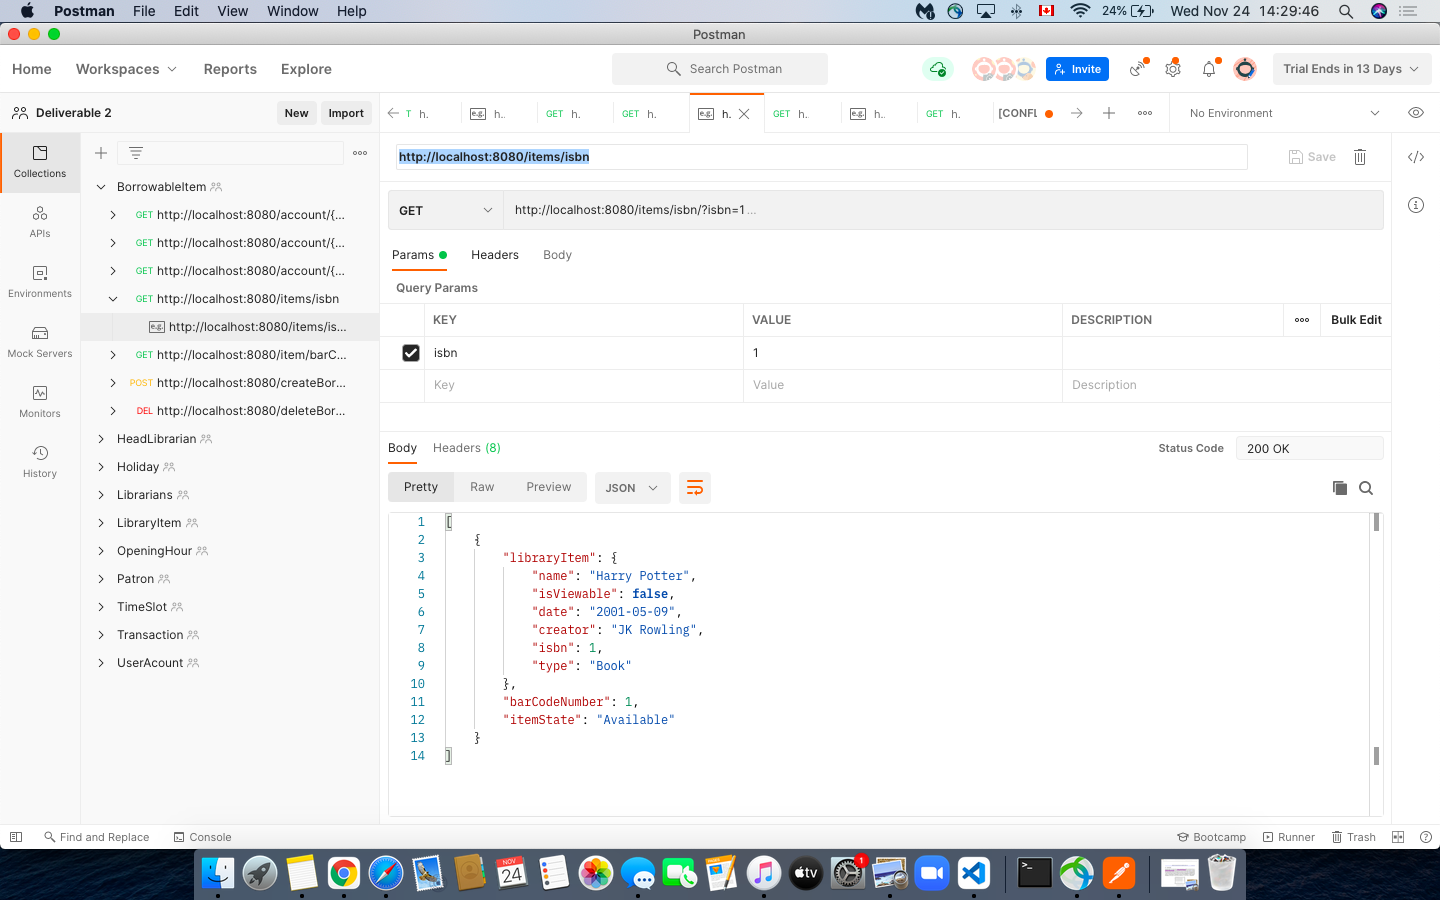 Postman File Edit View Window Help 24% Wed Nov 24 14:29:46
Postman
Home Workspaces Reports Explore Search Postman Invite Trial Ends in 13 Days
Deliverable 2 New Import T h. e.g. h.. GET h. GET h. e.g. h. GET h.. e.g. h.. GET h. [CONFL No Environment
Collections
APIs
Environments
Mock Servers
Monitors
History
BorrowableItem
GET http://localhost:8080/account/{...
GET http://localhost:8080/account/{...
GET http://localhost:8080/account/{...
GET http://localhost:8080/items/isbn
e.g. http://localhost:8080/items/is...
GET http://localhost:8080/item/barC...
POST http://localhost:8080/createBor...
DEL http://localhost:8080/deleteBor...
HeadLibrarian
Holiday
Librarians
LibraryItem
OpeningHour
Patron
TimeSlot
Transaction
UserAcount
http://localhost:8080/items/isbn Save
GET http://localhost:8080/items/isbn/?isbn=1 ...
Params Headers Body
Query Params
KEY VALUE DESCRIPTION Bulk Edit
isbn 1
Key Value Description
Body Headers (8) Status Code 200 OK
Pretty Raw Preview JSON
1 [
2 {
3 "libraryItem": {
4 "name": "Harry Potter",
5 "isViewable": false,
6 "date": "2001-05-09",
7 "creator": "JK Rowling",
8 "isbn": 1,
9 "type": "Book"
10 },
11 "barCodeNumber": 1,
12 "itemState": "Available"
13 }
14 ]
Find and Replace Console Bootcamp Runner Trash
NOV 24 1 tv